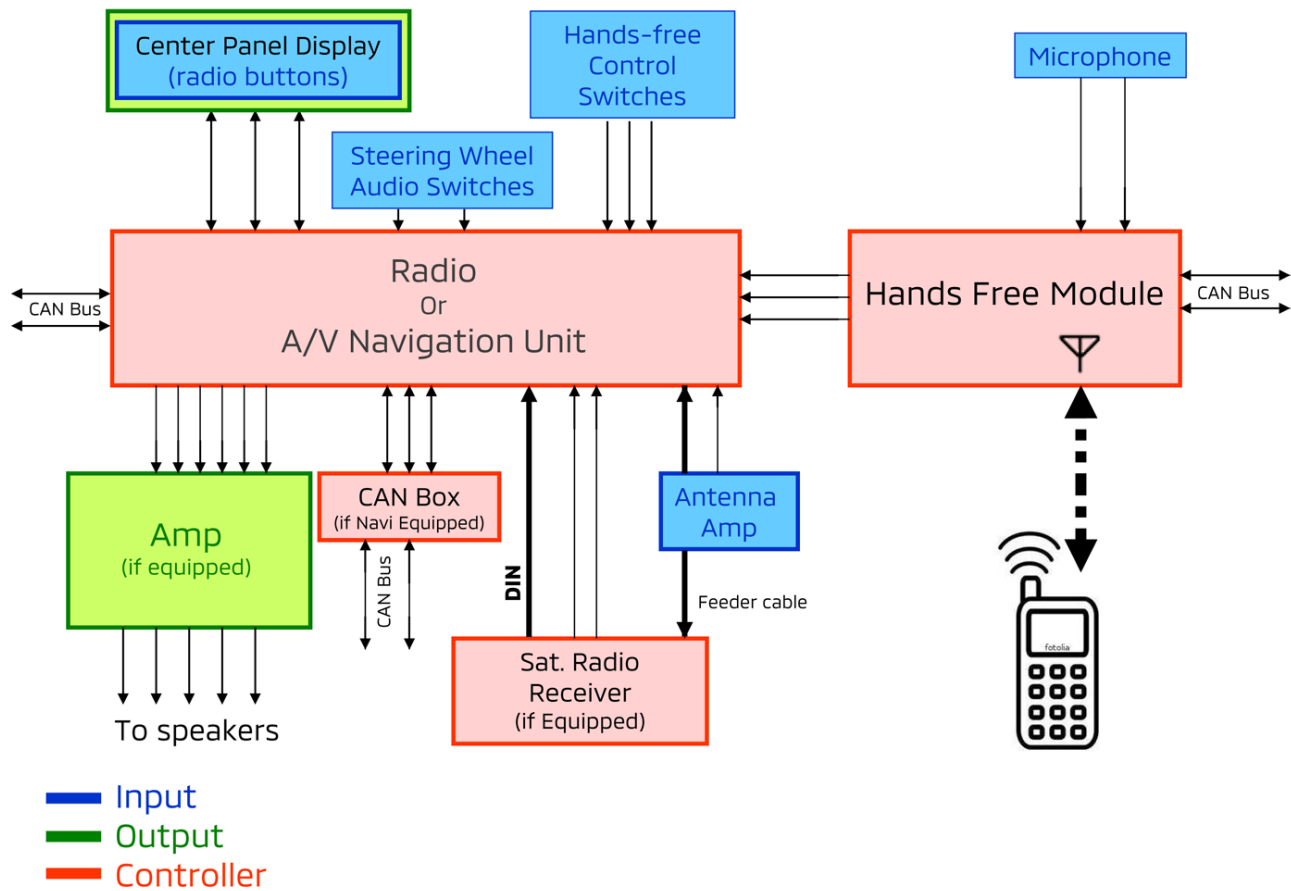 Center Panel Display
(radio buttons)
Hands-free
Control
Switches
Microphone
Steering Wheel
Audio Switches
Radio
Or
A/V Navigation Unit
Hands Free Module
CAN Bus
CAN Bus
Amp
(if equipped)
CAN Box
(if Navi Equipped)
Antenna
Amp
CAN Bus
DIN
Feeder cable
Sat. Radio
Receiver
(if Equipped)
fotolia
To speakers
Input
Output
Controller